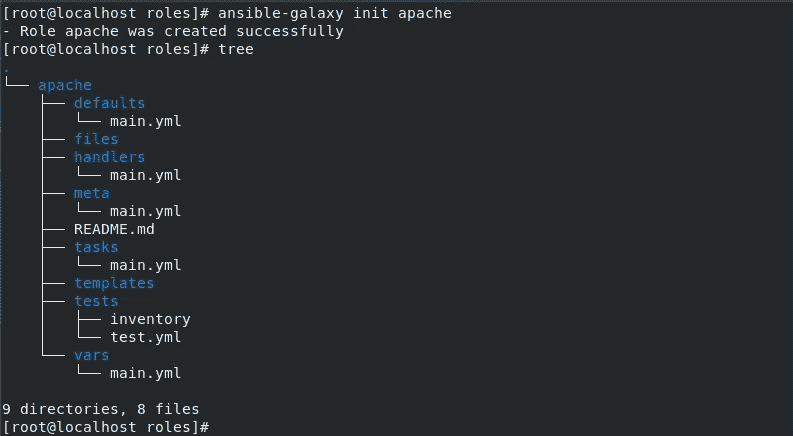 [root@localhost roles]# ansible-galaxy init apache
- Role apache was created successfully
[root@localhost roles]# tree
.
└── apache
    ├── defaults
    │   └── main.yml
    ├── files
    ├── handlers
    │   └── main.yml
    ├── meta
    │   └── main.yml
    ├── README.md
    ├── tasks
    │   └── main.yml
    ├── templates
    ├── tests
    │   ├── inventory
    │   └── test.yml
    └── vars
        └── main.yml

9 directories, 8 files
[root@localhost roles]#